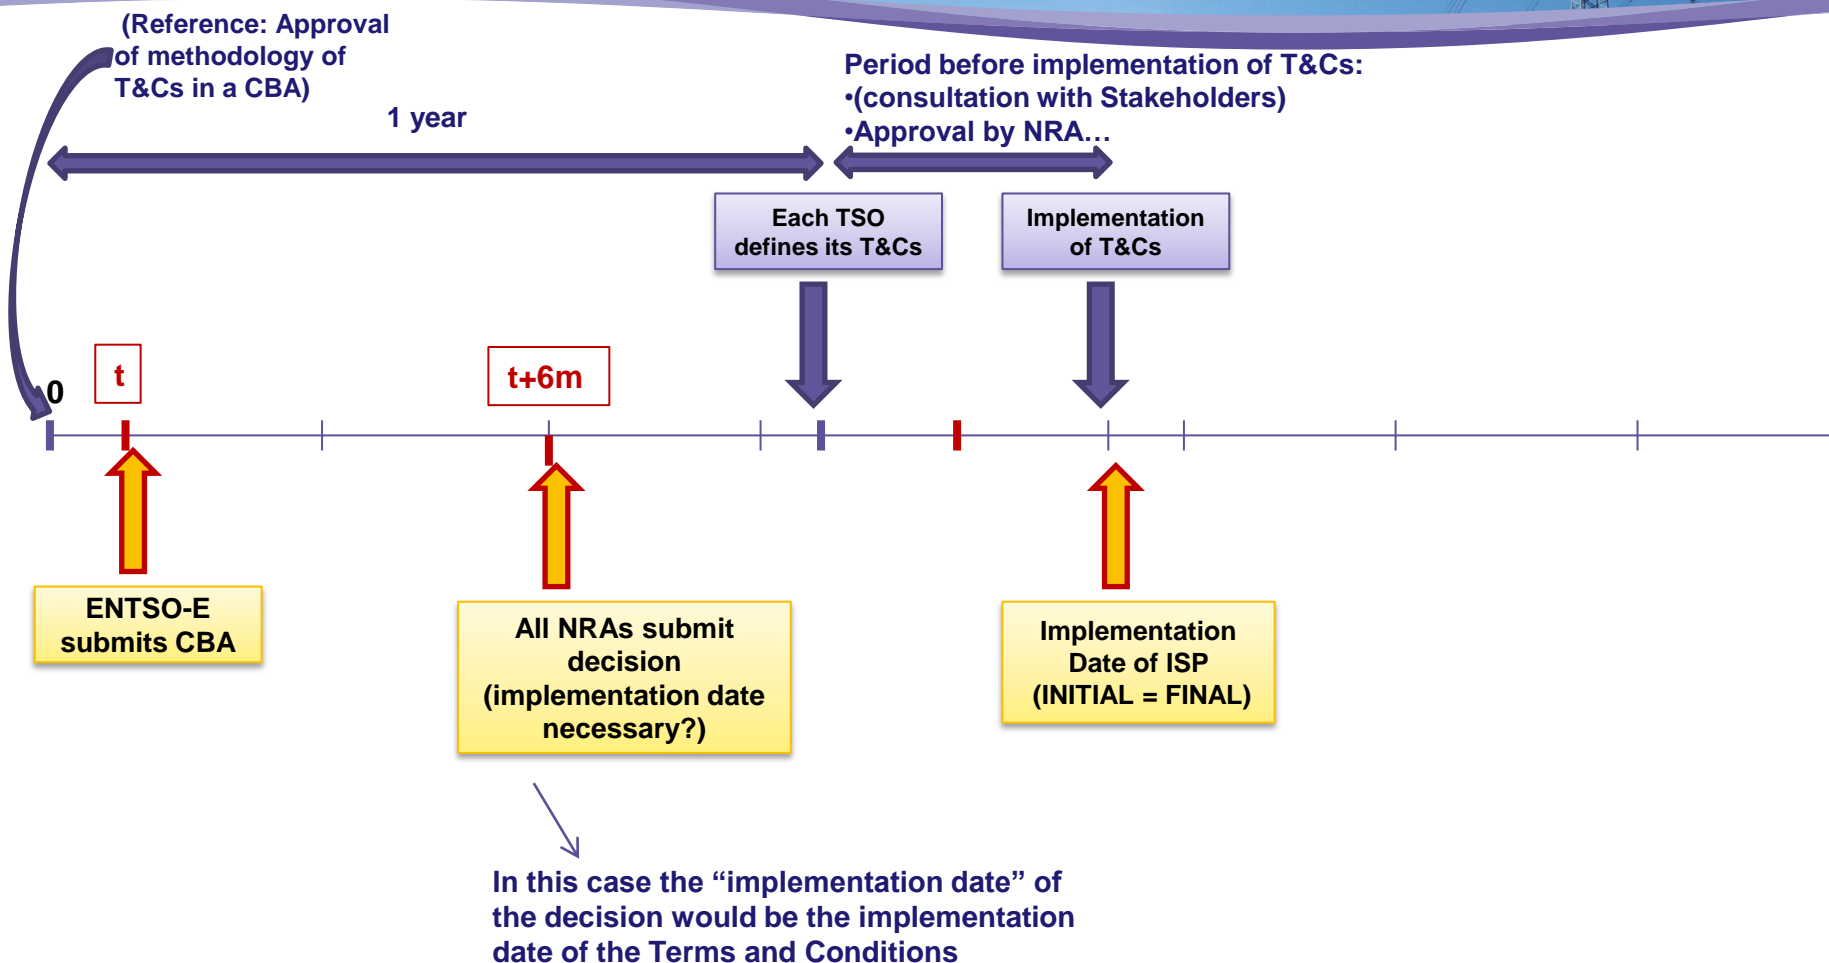 (Reference: Approval
of methodology of
T&Cs in a CBA)
1 year
Period before implementation of T&Cs:
•(consultation with Stakeholders)
•Approval by NRA…
Each TSO
defines its T&Cs
Implementation
of T&Cs
0
t
t+6m
ENTSO-E
submits CBA
All NRAs submit
decision
(implementation date
necessary?)
Implementation
Date of ISP
(INITIAL = FINAL)
In this case the “implementation date” of
the decision would be the implementation
date of the Terms and Conditions